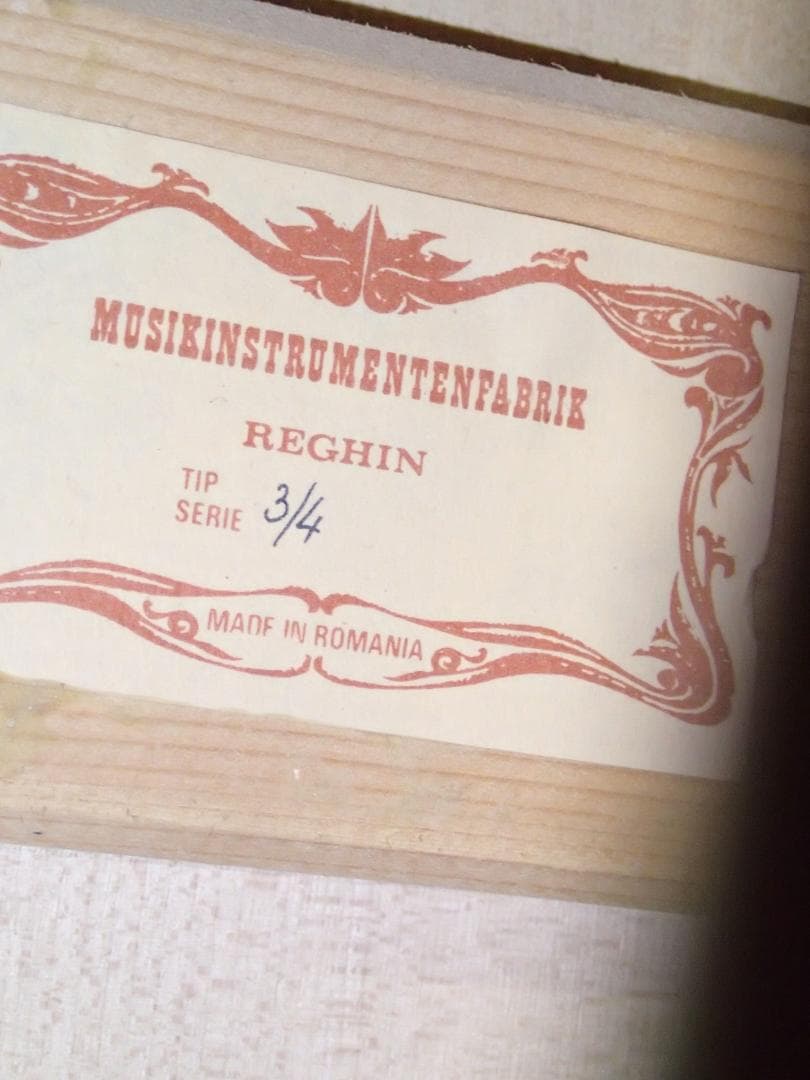 MUSIKINSTRUMENTENFABRIK
REGHIN
TIP
SERIE 3/4
MADE IN ROMANIA